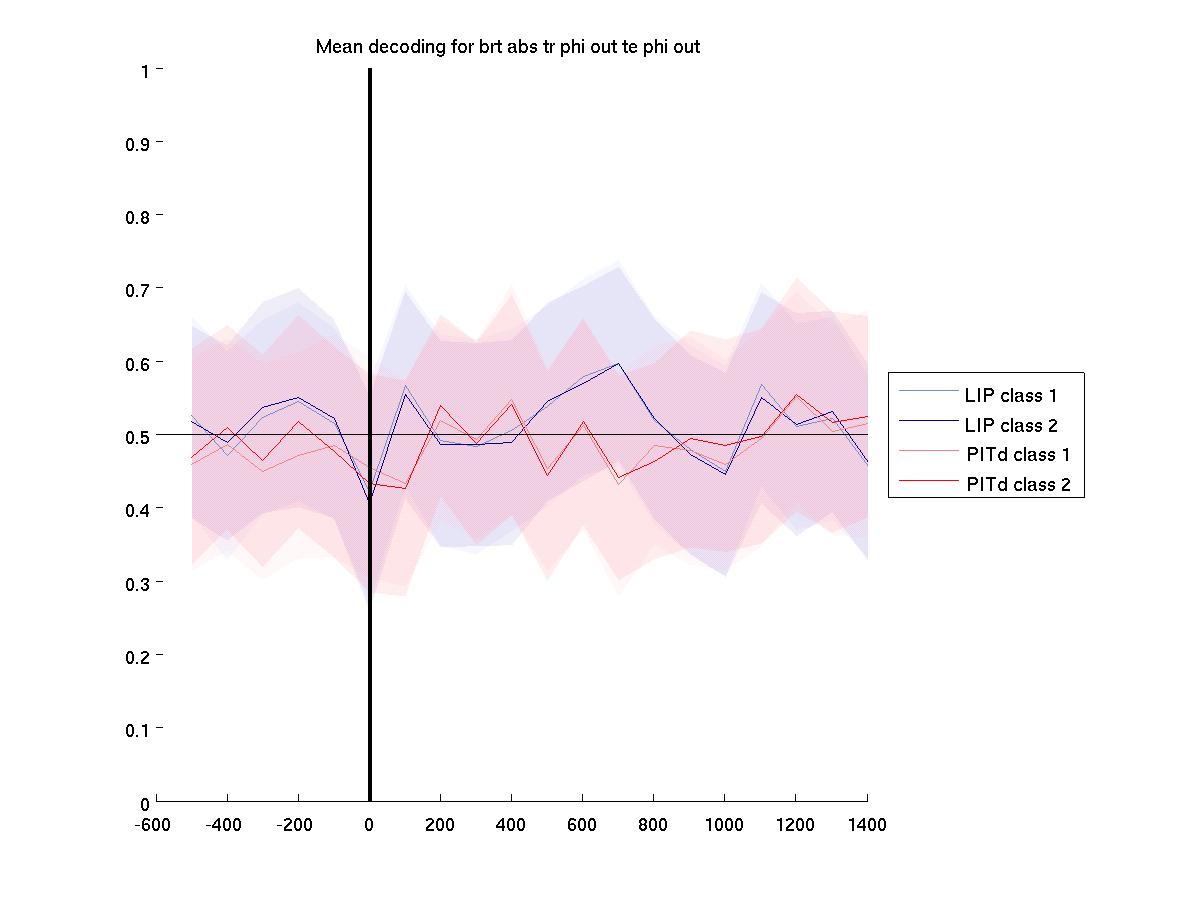 Mean decoding for brt abs tr phi out te phi out
1
0.9
0.8
0.7
0.6
0.5
0.4
0.3
0.2
0.1
0
-600 -400 -200 0 200 400 600 800 1000 1200 1400
LIP class 1
LIP class 2
PITd class 1
PITd class 2